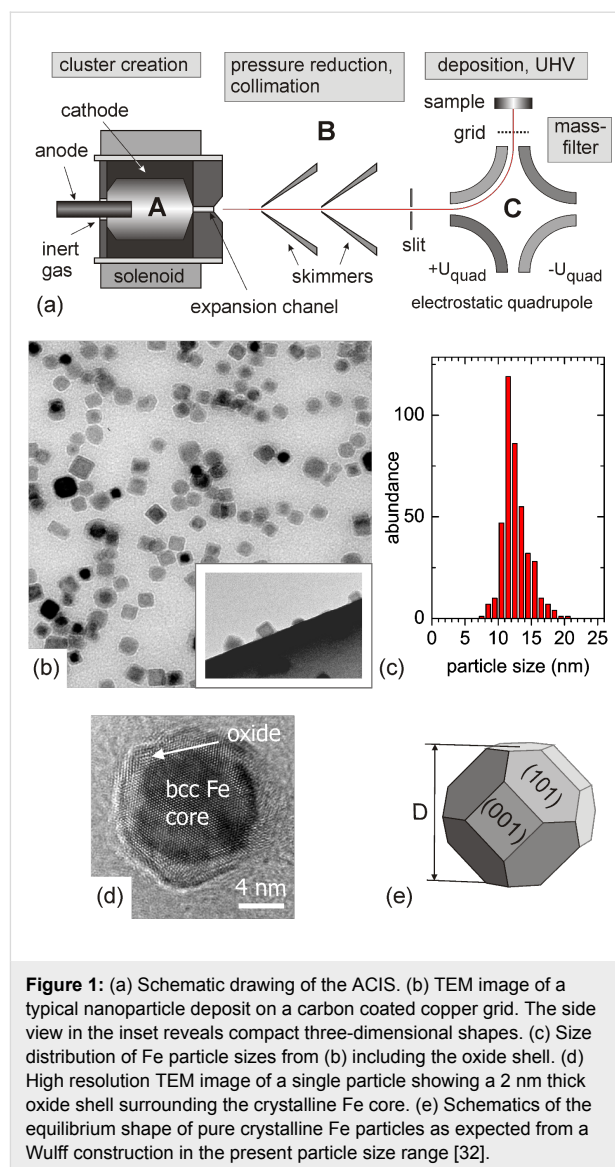 cluster creation
pressure reduction,
collimation
deposition, UHV
cathode
anode
A
inert
gas
solenoid
expansion chanel
B
skimmers
slit
sample
grid
mass-
filter
C
+Uquad
-Uquad
electrostatic quadrupole
(a)
(b)
abundance
100
50
0
0 5 10 15 20 25
particle size (nm)
(c)
oxide
bcc Fe
core
4 nm
(d)
D
(101)
(001)
(e)
Figure 1: (a) Schematic drawing of the ACIS. (b) TEM image of a
typical nanoparticle deposit on a carbon coated copper grid. The side
view in the inset reveals compact three-dimensional shapes. (c) Size
distribution of Fe particle sizes from (b) including the oxide shell. (d)
High resolution TEM image of a single particle showing a 2 nm thick
oxide shell surrounding the crystalline Fe core. (e) Schematics of the
equilibrium shape of pure crystalline Fe particles as expected from a
Wulff construction in the present particle size range [32].